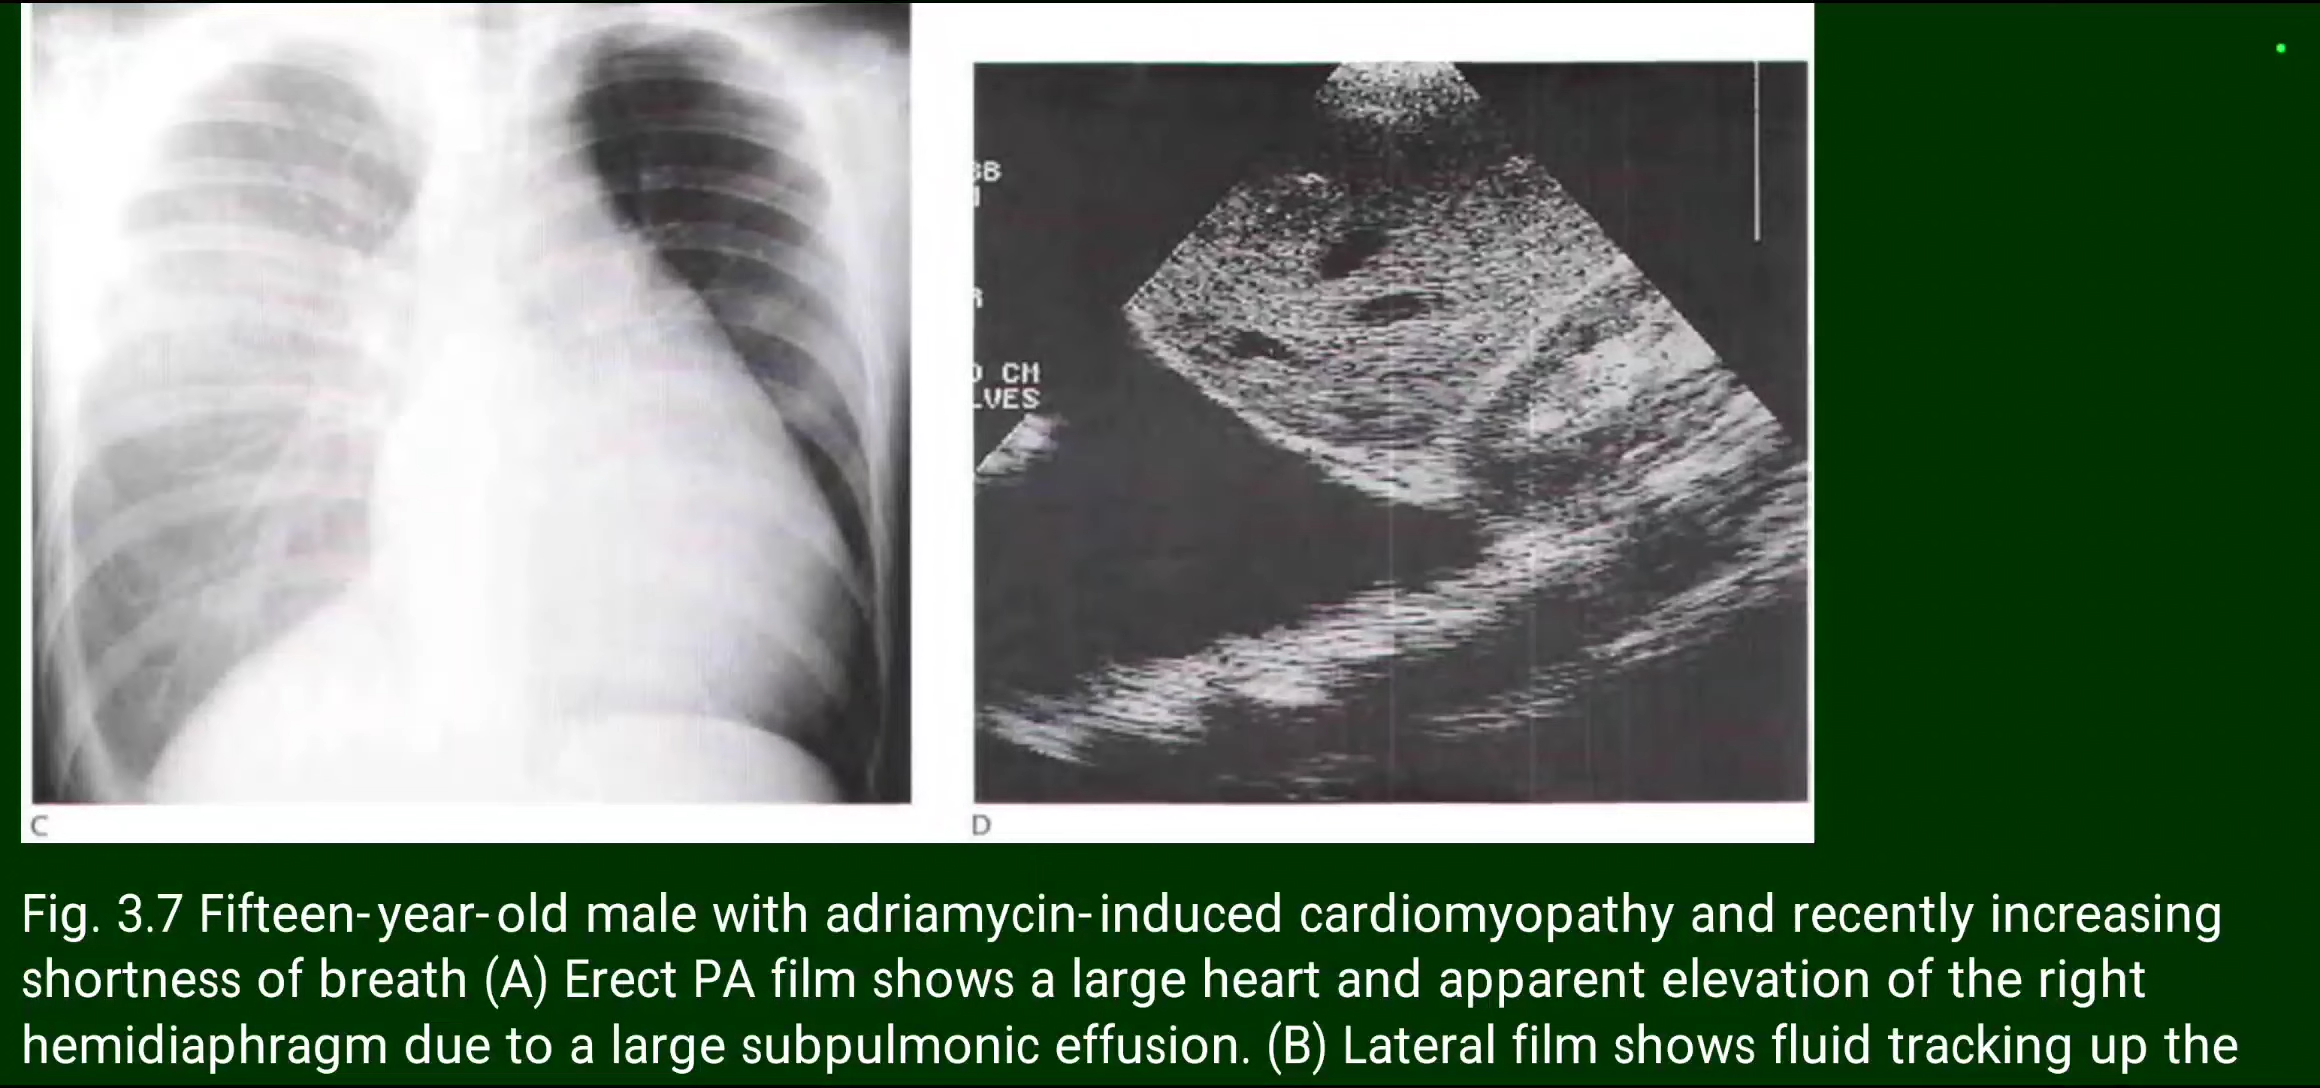 CM
LVES
C
D
Fig. 3.7 Fifteen-year-old male with adriamycin-induced cardiomyopathy and recently increasing
shortness of breath (A) Erect PA film shows a large heart and apparent elevation of the right
hemidiaphragm due to a large subpulmonic effusion. (B) Lateral film shows fluid tracking up the